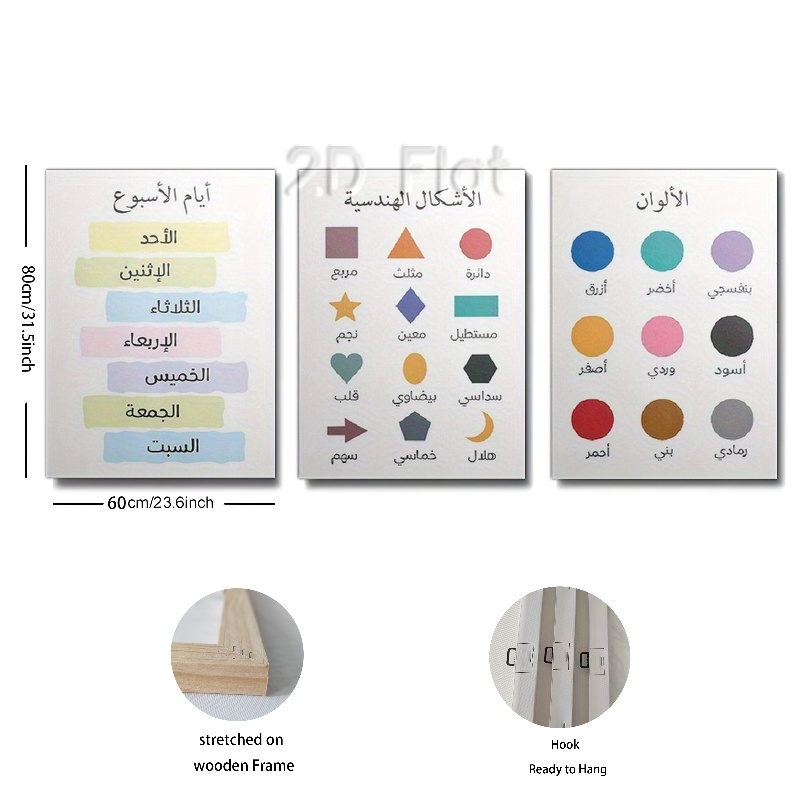 2D Flat
أيام الأسبوع
الأحد
الإثنين
الثلاثاء
الإربعاء
الخميس
الجمعة
السبت
الأشكال الهندسية
دائرة مثلث مربع
مستطيل معين نجم
سداسي بيضاوي قلب
هلال خماسي سهم
الألوان
بنفسجي أخضر أزرق
أسود وردي أصفر
رمادي بني أحمر
80cm/31.5inch
60cm/23.6inch
stretched on
wooden Frame
Hook
Ready to Hang